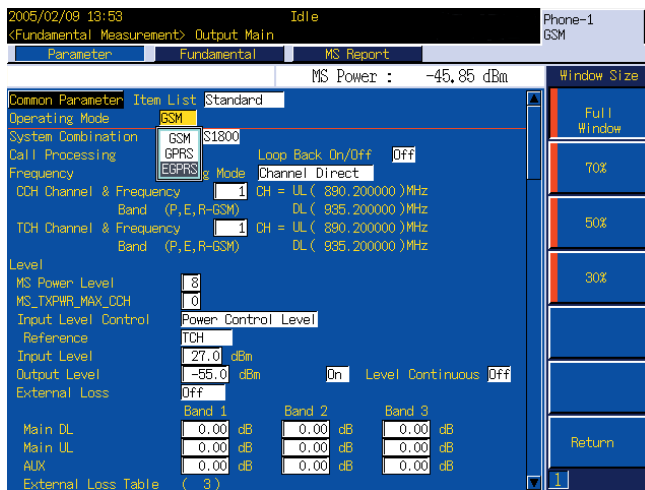 2005/02/09 13:53 Idle Phone-1
<Fundamental Measurement> Output Main GSM
Parameter Fundamental MS Report
MS Power : -45.85 dBm Window Size
Common Parameter Item List Standard
Operating Mode GSM
System Combination S1800
GSM
GPRS
EGPRS
Call Processing Loop Back On/Off Off
Frequency g Mode Channel Direct
CCH Channel & Frequency 1 CH = UL( 890.200000 )MHz
Band (P,E,R-GSM) DL( 935.200000 )MHz
TCH Channel & Frequency 1 CH = UL( 890.200000 )MHz
Band (P,E,R-GSM) DL( 935.200000 )MHz
Level
MS Power Level 8
MS_TXPWR_MAX_CCH 0
Input Level Control Power Control Level
Reference TCH
Input Level 27.0 dBm
Output Level -55.0 dBm On Level Continuous Off
External Loss Off
Band 1 Band 2 Band 3
Main DL 0.00 dB 0.00 dB 0.00 dB
Main UL 0.00 dB 0.00 dB 0.00 dB
AUX 0.00 dB 0.00 dB 0.00 dB
External Loss Table ( 3)
Full
Window
70%
50%
30%
Return
1